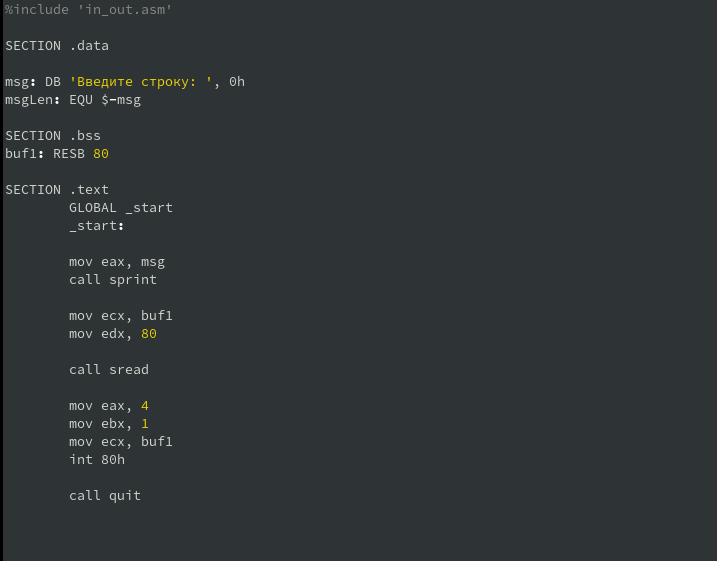 %include 'in_out.asm'
SECTION .data
msg: DB 'Введите строку: ', 0h
msgLen: EQU $-msg
SECTION .bss
buf1: RESB 80
SECTION .text
GLOBAL _start
_start:
mov eax, msg
call sprint
mov ecx, buf1
mov edx, 80
call sread
mov eax, 4
mov ebx, 1
mov ecx, buf1
int 80h
call quit